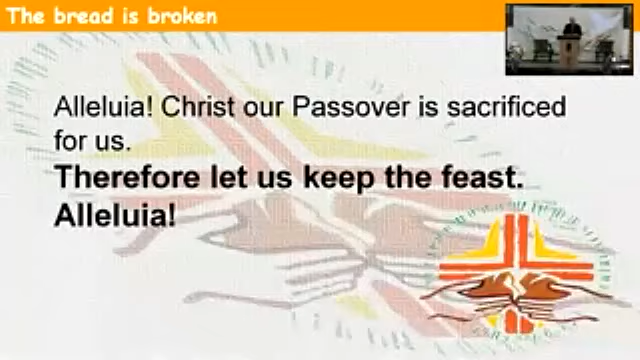 The bread is broken
Alleluia! Christ our Passover is sacrificed
for us.
Therefore let us keep the feast.
Alleluia!